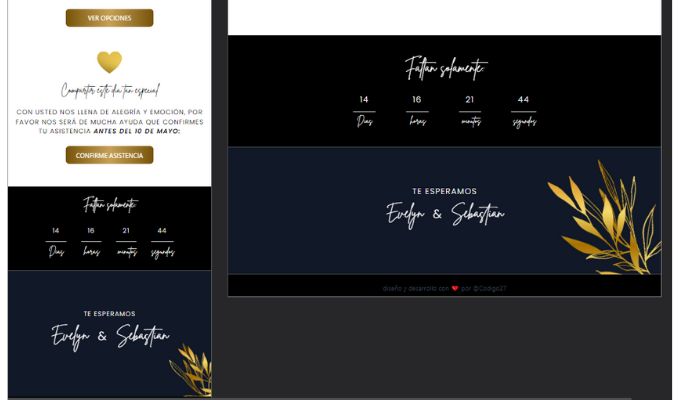 VER OPCIONES
Compartir este dia tan especial
CON USTED NOS LLENA DE ALEGRÍA Y EMOCIÓN, POR
FAVOR NOS SERÁ DE MUCHA AYUDA QUE CONFIRMES
TU ASISTENCIA ANTES DEL 10 DE MAYO:
CONFIRME ASISTENCIA
Faltan solamente:
14 16 21 44
Dias horas minutos segundos
TE ESPERAMOS
Evelyn & Sebastian
Faltan solamente:
14 16 21 44
Dias horas minutos segundos
TE ESPERAMOS
Evelyn & Sebastian
diseño y desarrollo con ❤ por @Codigo27